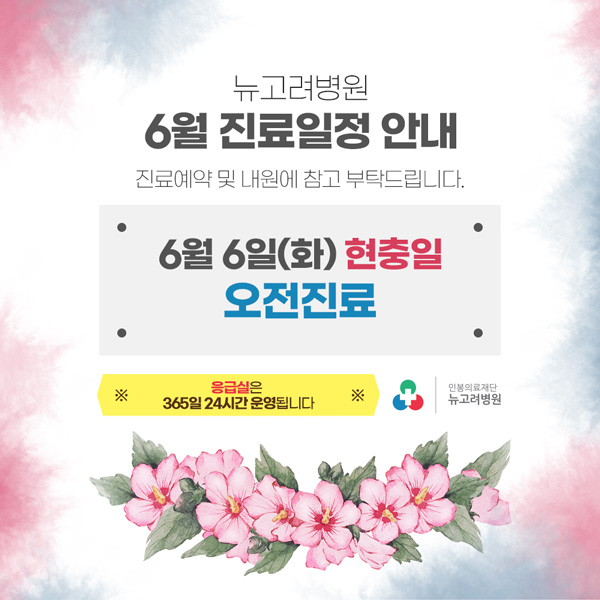 뉴고려병원
6월 진료일정 안내
진료예약 및 내원에 참고 부탁드립니다.
6월 6일(화) 현충일
오전진료
※ 응급실은 ※
365일 24시간 운영됩니다
인봉의료재단
뉴고려병원